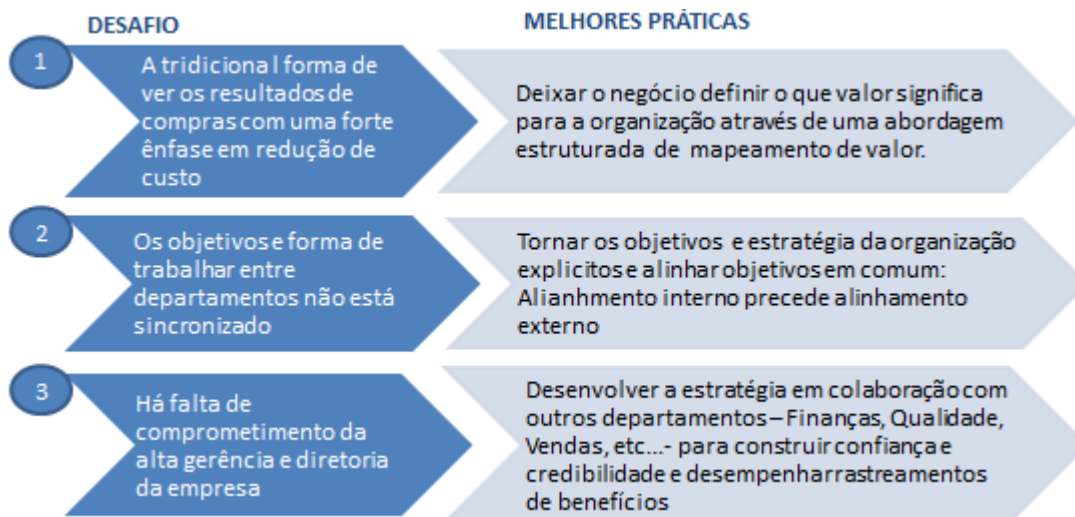 DESAFIO
MELHORES PRÁTICAS
1
A tridiciona l forma de
ver os resultados de
compras com uma forte
ênfase em redução de
custo
Deixar o negócio definir o que valor significa
para a organização através de uma abordagem
estruturada de mapeamento de valor.
2
Os objetivos e forma de
trabalhar entre
departamentos não está
sincronizado
Tornar os objetivos e estratégia da organização
explicitos e alinhar objetivos em comum:
Alianhmento interno precede alinhamento
externo
3
Há falta de
comprometimento da
alta gerência e diretoria
da empresa
Desenvolver a estratégia em colaboração com
outros departamentos – Finanças, Qualidade,
Vendas, etc...- para construir confiança e
credibilidade e desempenhar rastreamentos
de benefícios